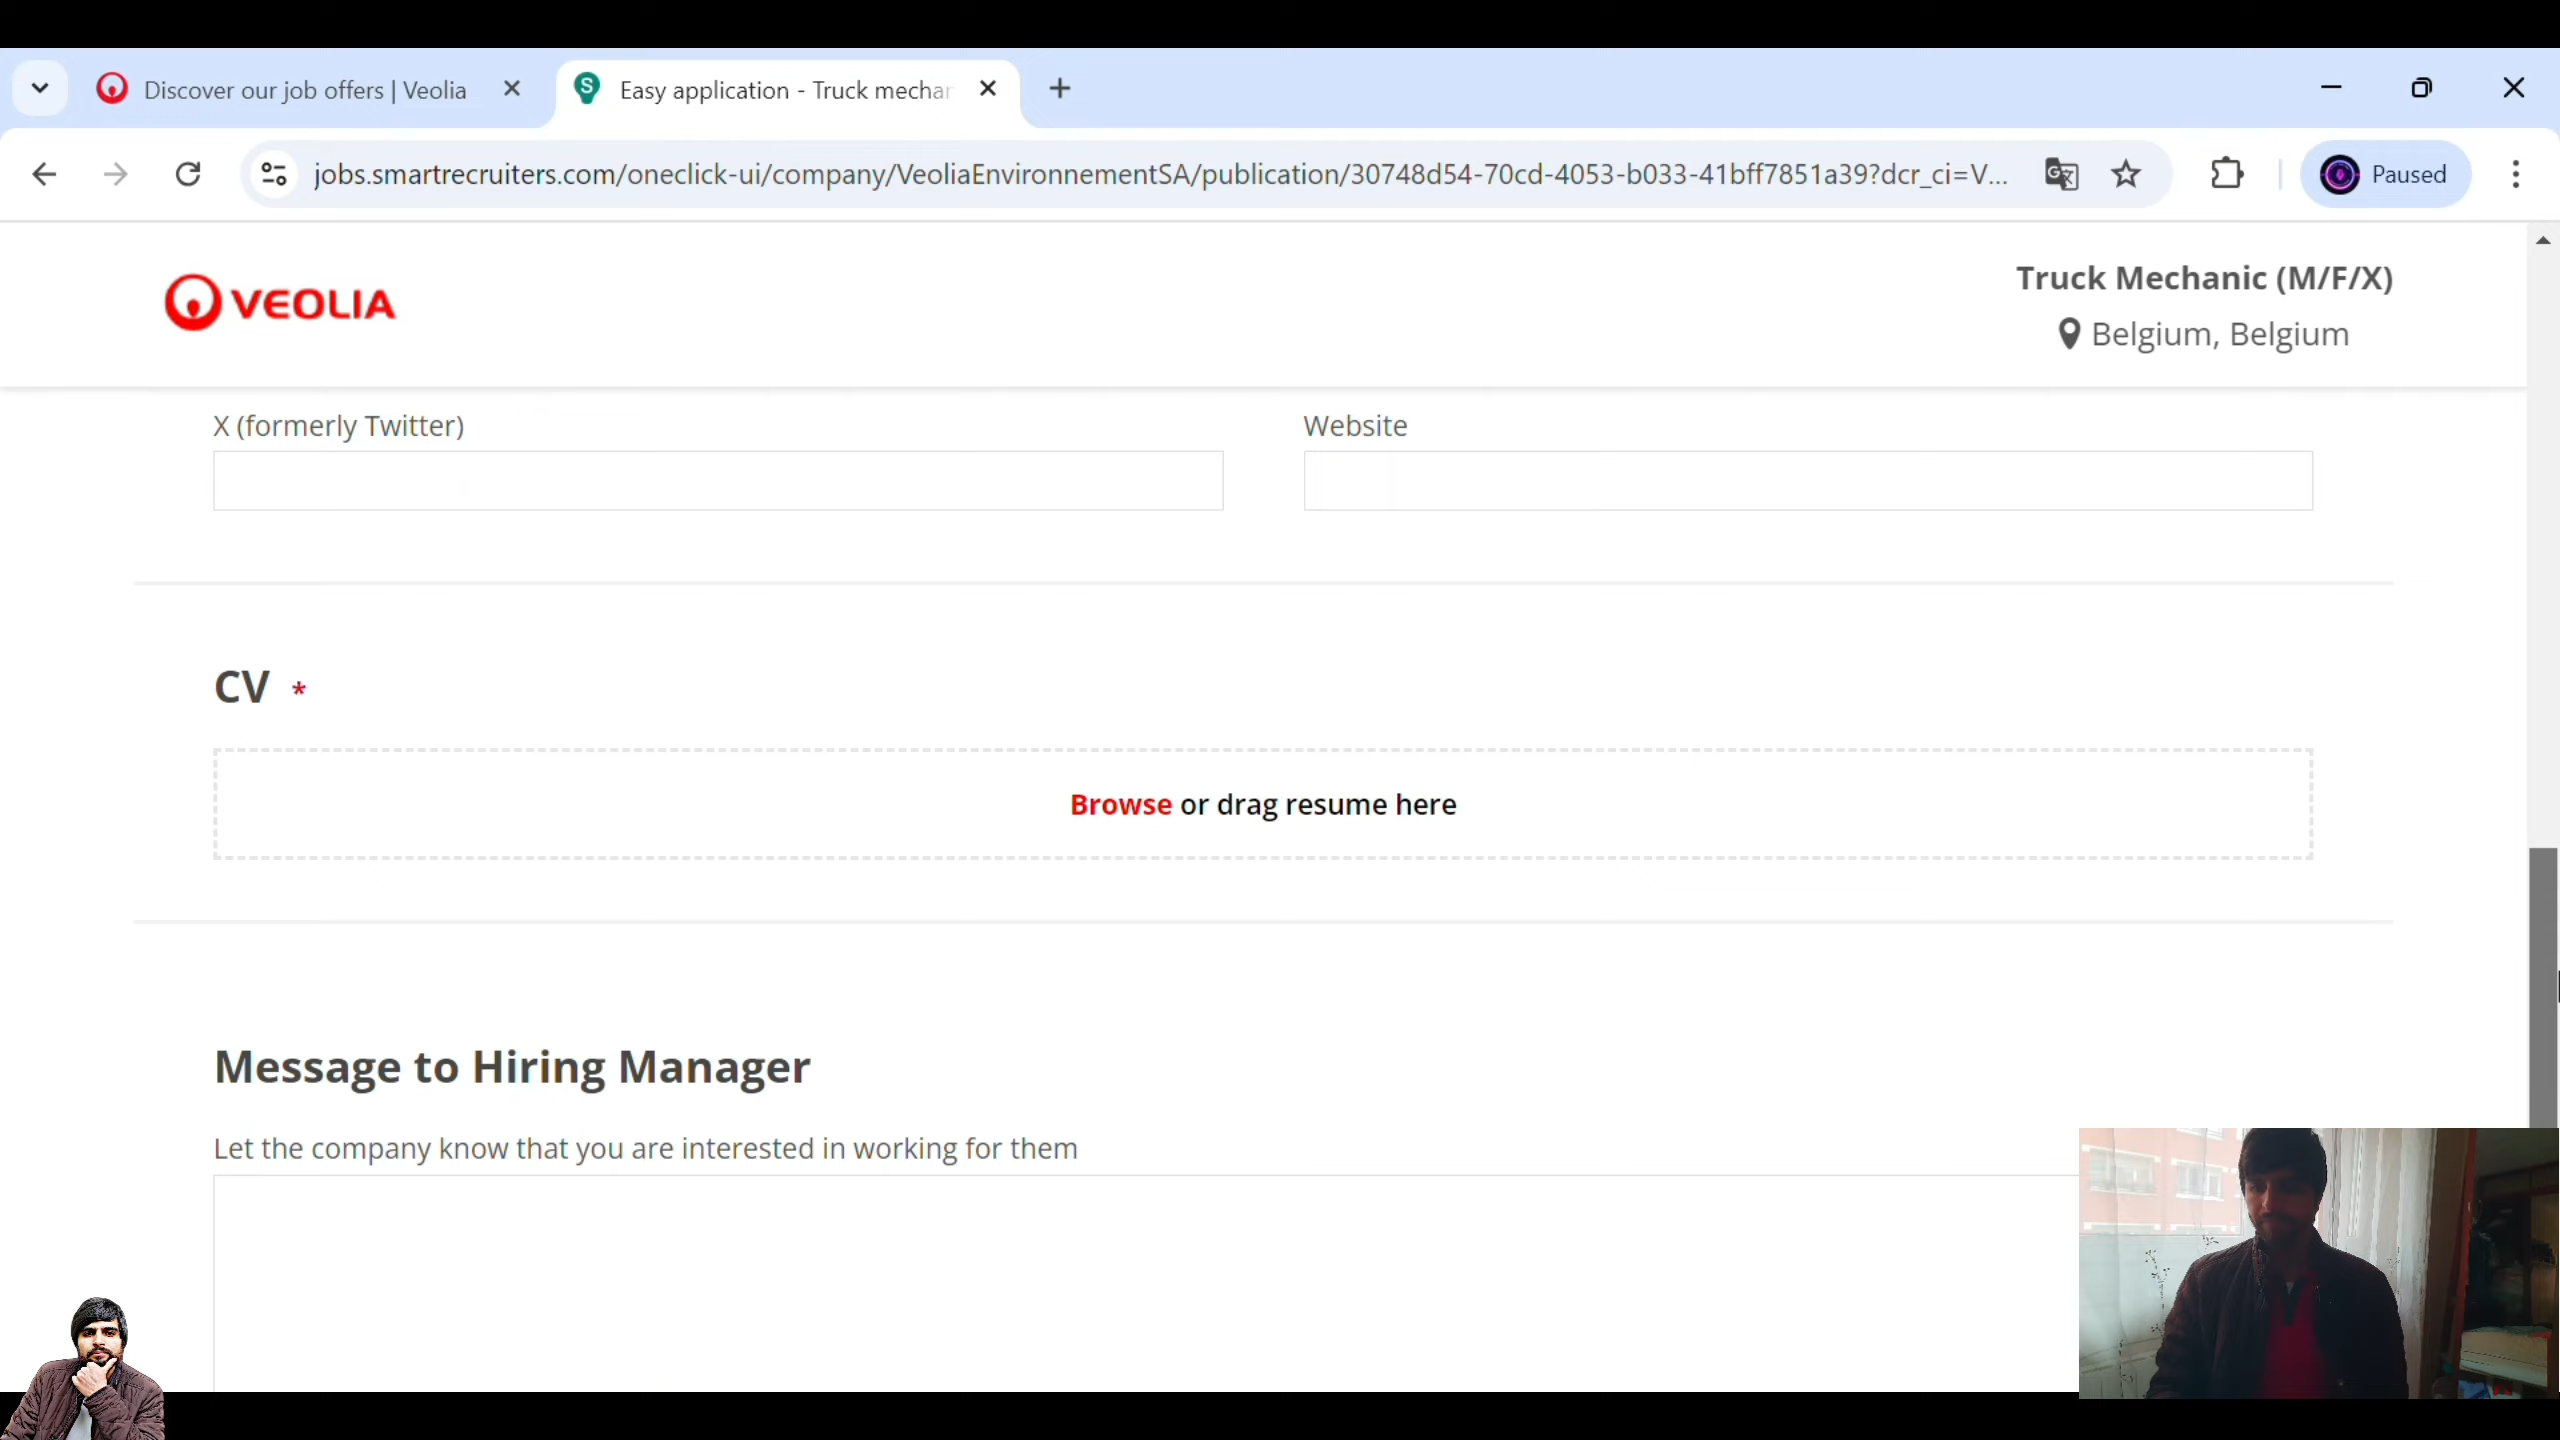 Discover our job offers | Veolia
Easy application - Truck mechar
jobs.smartrecruiters.com/oneclick-ui/company/VeoliaEnvironnementSA/publication/30748d54-70cd-4053-b033-41bff7851a39?dcr_ci=V...
Paused
VEOLIA
Truck Mechanic (M/F/X)
Belgium, Belgium
X (formerly Twitter)
Website
CV *
Browse or drag resume here
Message to Hiring Manager
Let the company know that you are interested in working for them